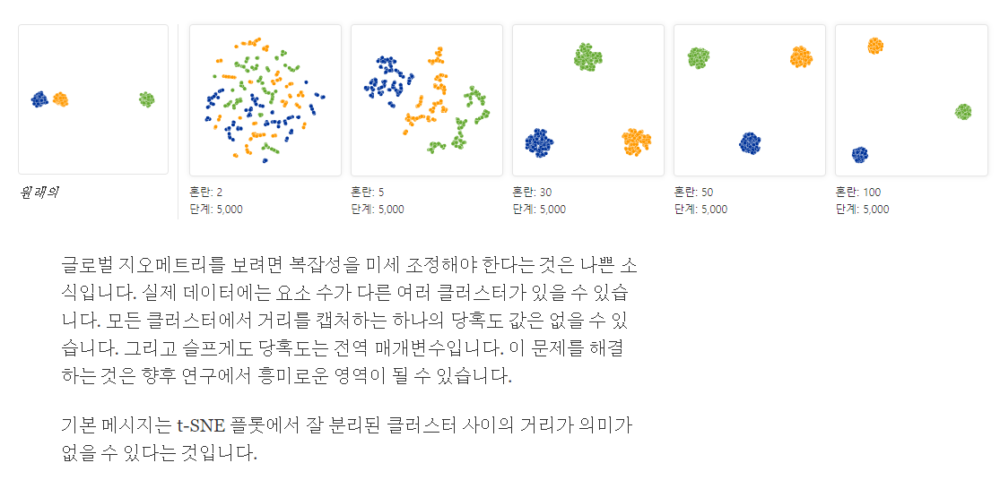 원래의
혼란: 2
단계: 5,000
혼란: 5
단계: 5,000
혼란: 30
단계: 5,000
혼란: 50
단계: 5,000
혼란: 100
단계: 5,000
글로벌 지오메트리를 보려면 복잡성을 미세 조정해야 한다는 것은 나쁜 소
식입니다. 실제 데이터에는 요소 수가 다른 여러 클러스터가 있을 수 있습
니다. 모든 클러스터에서 거리를 캡처하는 하나의 당혹도 값은 없을 수 있
습니다. 그리고 슬프게도 당혹도는 전역 매개변수입니다. 이 문제를 해결
하는 것은 향후 연구에서 흥미로운 영역이 될 수 있습니다.
기본 메시지는 t-SNE 플롯에서 잘 분리된 클러스터 사이의 거리가 의미가
없을 수 있다는 것입니다.